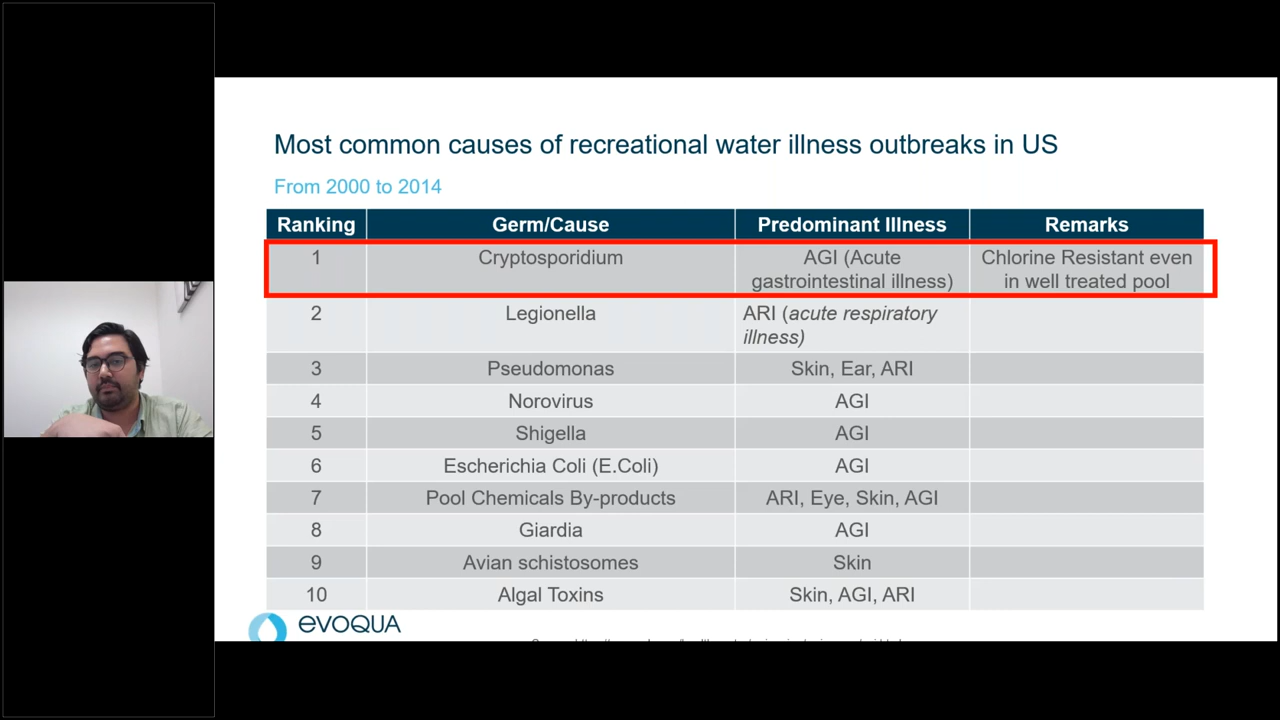 Most common causes of recreational water illness outbreaks in US
From 2000 to 2014
Ranking Germ/Cause Predominant Illness Remarks
1 Cryptosporidium AGI (Acute gastrointestinal illness) Chlorine Resistant even in well treated pool
2 Legionella ARI (acute respiratory illness)
3 Pseudomonas Skin, Ear, ARI
4 Norovirus AGI
5 Shigella AGI
6 Escherichia Coli (E.Coli) AGI
7 Pool Chemicals By-products ARI, Eye, Skin, AGI
8 Giardia AGI
9 Avian schistosomes Skin
10 Algal Toxins Skin, AGI, ARI
evoqua